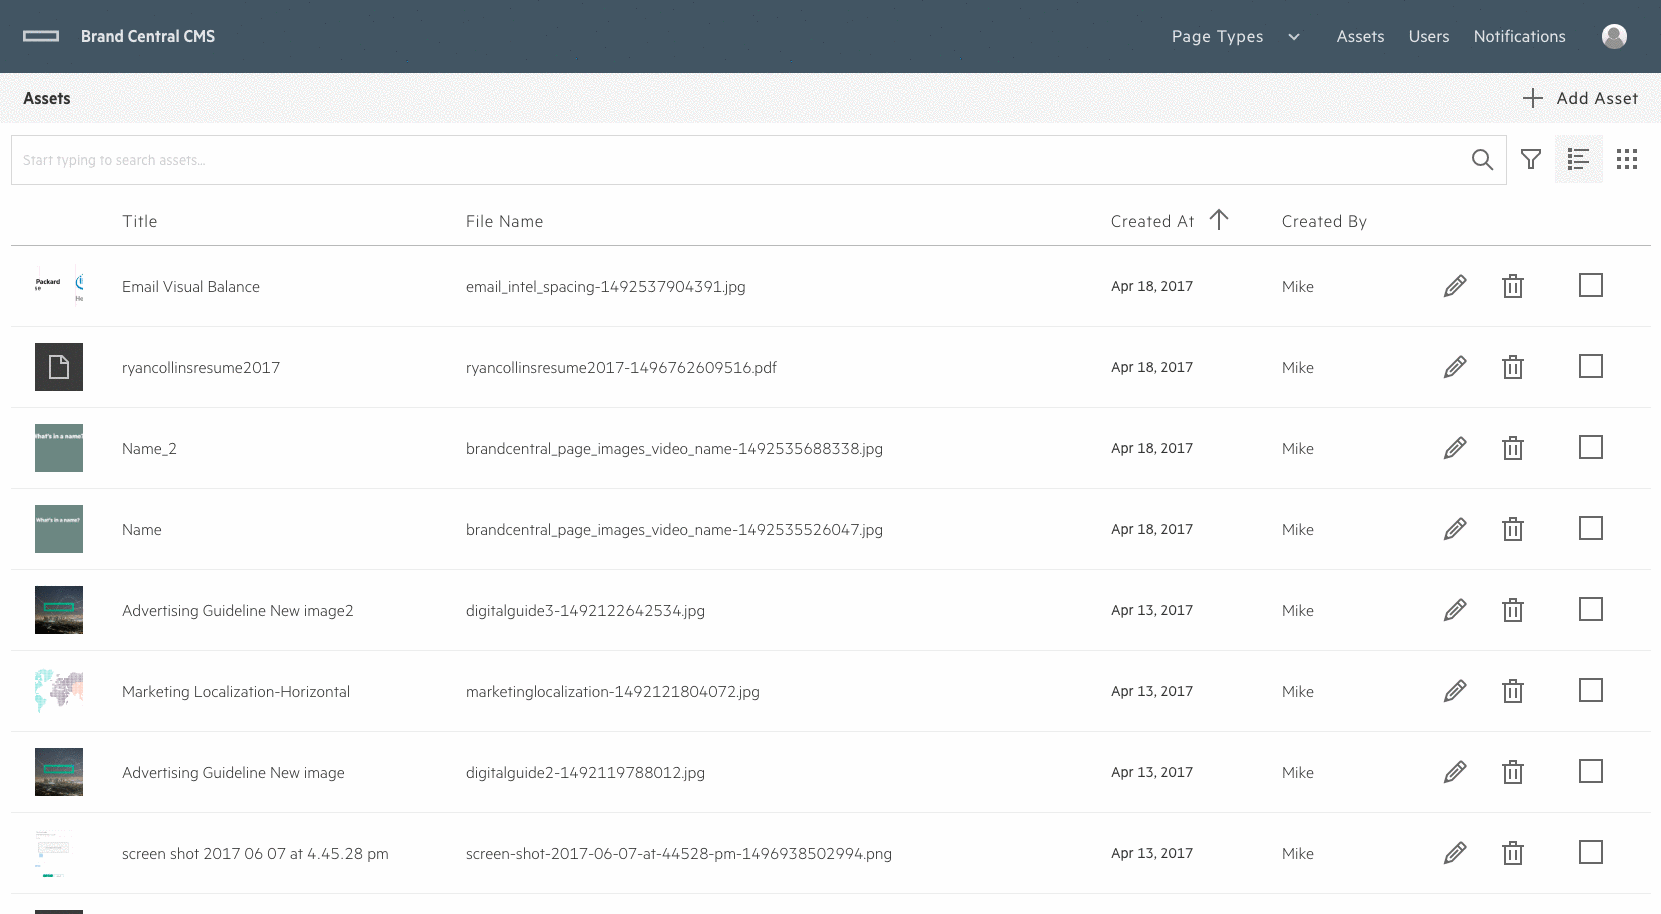 Brand Central CMS
Page Types Assets Users Notifications
Assets
Add Asset
Start typing to search assets...
Title File Name Created At Created By
Packard
se
He
Email Visual Balance email_intel_spacing-1492537904391.jpg Apr 18, 2017 Mike
ryancollinsresume2017 ryancollinsresume2017-1496762609516.pdf Apr 18, 2017 Mike
What's in a name?
Name_2 brandcentral_page_images_video_name-1492535688338.jpg Apr 18, 2017 Mike
What's in a name?
Name brandcentral_page_images_video_name-1492535526047.jpg Apr 18, 2017 Mike
Advertising Guideline New image2 digitalguide3-1492122642534.jpg Apr 13, 2017 Mike
Marketing Localization-Horizontal marketinglocalization-1492121804072.jpg Apr 13, 2017 Mike
Advertising Guideline New image digitalguide2-1492119788012.jpg Apr 13, 2017 Mike
screen shot 2017 06 07 at 4.45.28 pm screen-shot-2017-06-07-at-44528-pm-1496938502994.png Apr 13, 2017 Mike